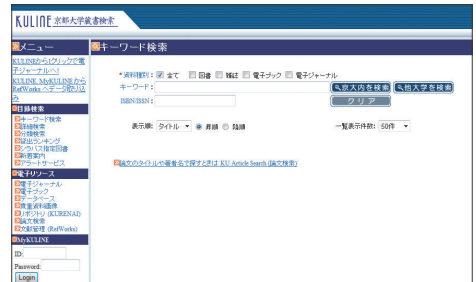 KULINE 京都大学蔵書検索
メニュー
KULINEから1クリックで電
子ジャーナルへ!
KULINE, MyKULINEから
RefWorks へデータ取り込
み
目録検索
キーワード検索
詳細検索
分類検索
貸出ランキング
シラバス指定図書
新着案内
アラートサービス
電子リソース
電子ジャーナル
電子ブック
データベース
貴重資料画像
リポジトリ (KURENAI)
論文検索
文献管理 (RefWorks)
MyKULINE
ID:
Password:
Login
キーワード検索
*資料種別: 全て 図書 雑誌 電子ブック 電子ジャーナル
キーワード: 京大内を検索 他大学を検索
ISBN/ISSN: クリア
表示順: タイトル 昇順 降順 一覧表示件数: 50件
論文のタイトルや著者名で探すときは KU Article Search (論文検索)